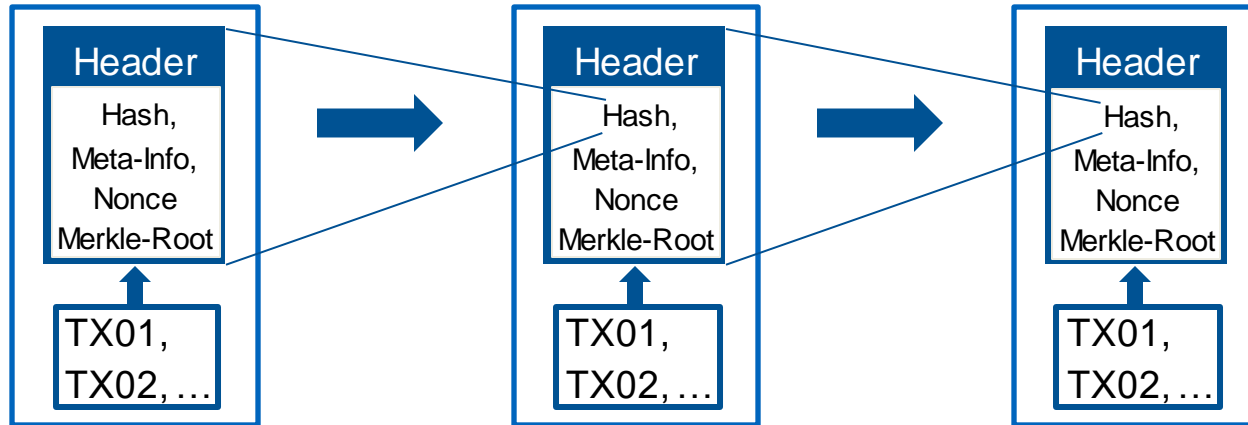 Header
Hash,
Meta-Info,
Nonce
Merkle-Root
TX01,
TX02, ...
Header
Hash,
Meta-Info,
Nonce
Merkle-Root
TX01,
TX02, ...
Header
Hash,
Meta-Info,
Nonce
Merkle-Root
TX01,
TX02, ...